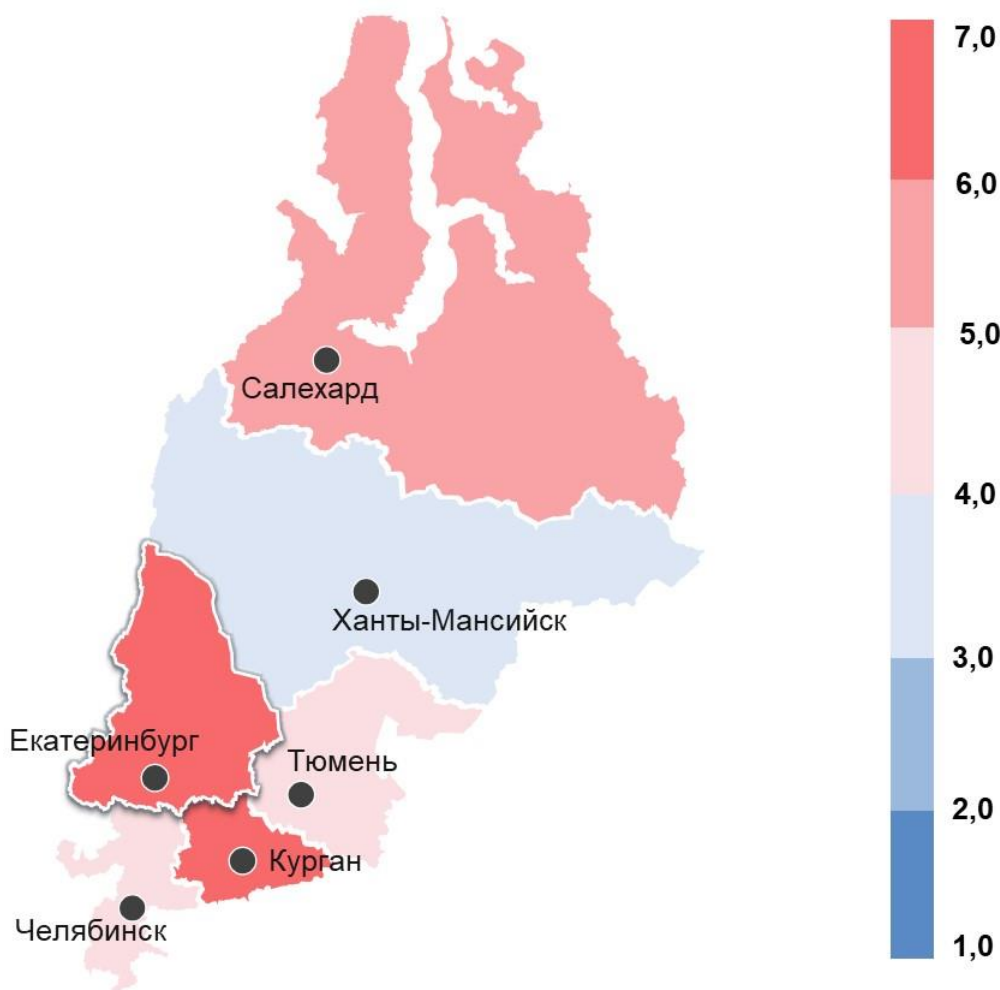 7,0
6,0
5,0
Салехард
4,0
Ханты-Мансийск
3,0
Екатеринбург
Тюмень
2,0
Курган
Челябинск
1,0